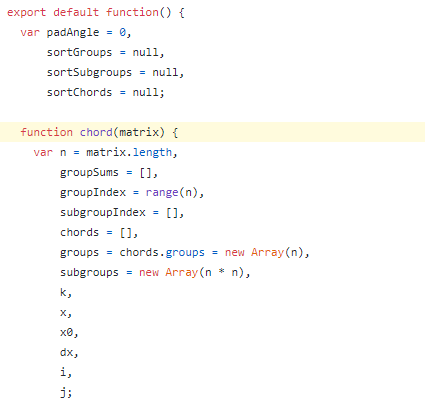 export default function() {
  var padAngle = 0,
      sortGroups = null,
      sortSubgroups = null,
      sortChords = null;

  function chord(matrix) {
    var n = matrix.length,
        groupSums = [],
        groupIndex = range(n),
        subgroupIndex = [],
        chords = [],
        groups = chords.groups = new Array(n),
        subgroups = new Array(n * n),
        k,
        x,
        x0,
        dx,
        i,
        j;